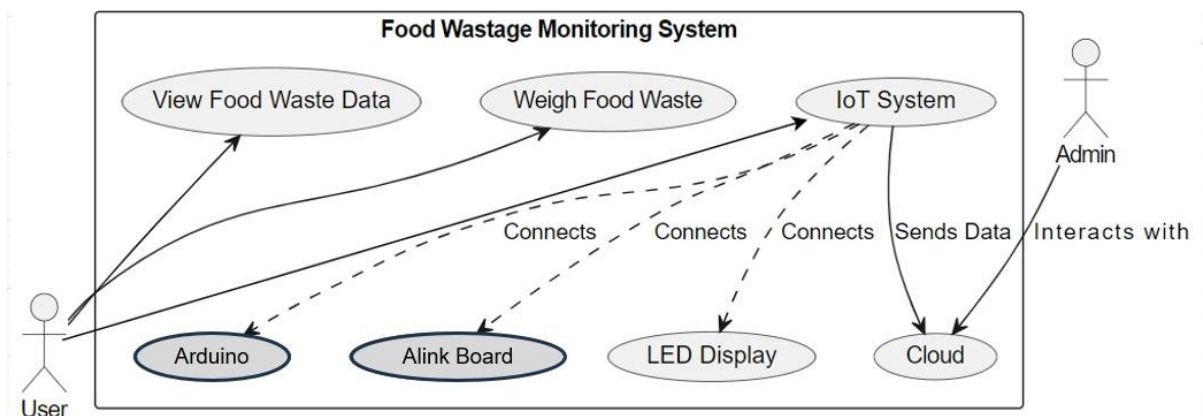 Food Wastage Monitoring System
View Food Waste Data
Weigh Food Waste
IoT System
Admin
Connects
Connects
Connects
Sends Data
Interacts with
Arduino
Alink Board
LED Display
Cloud
User